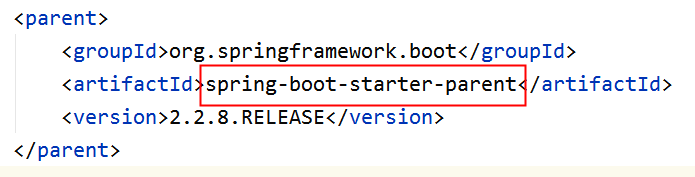 <parent>
<groupId>org.springframework.boot</groupId>
<artifactId>spring-boot-starter-parent</artifactId>
<version>2.2.8.RELEASE</version>
</parent>